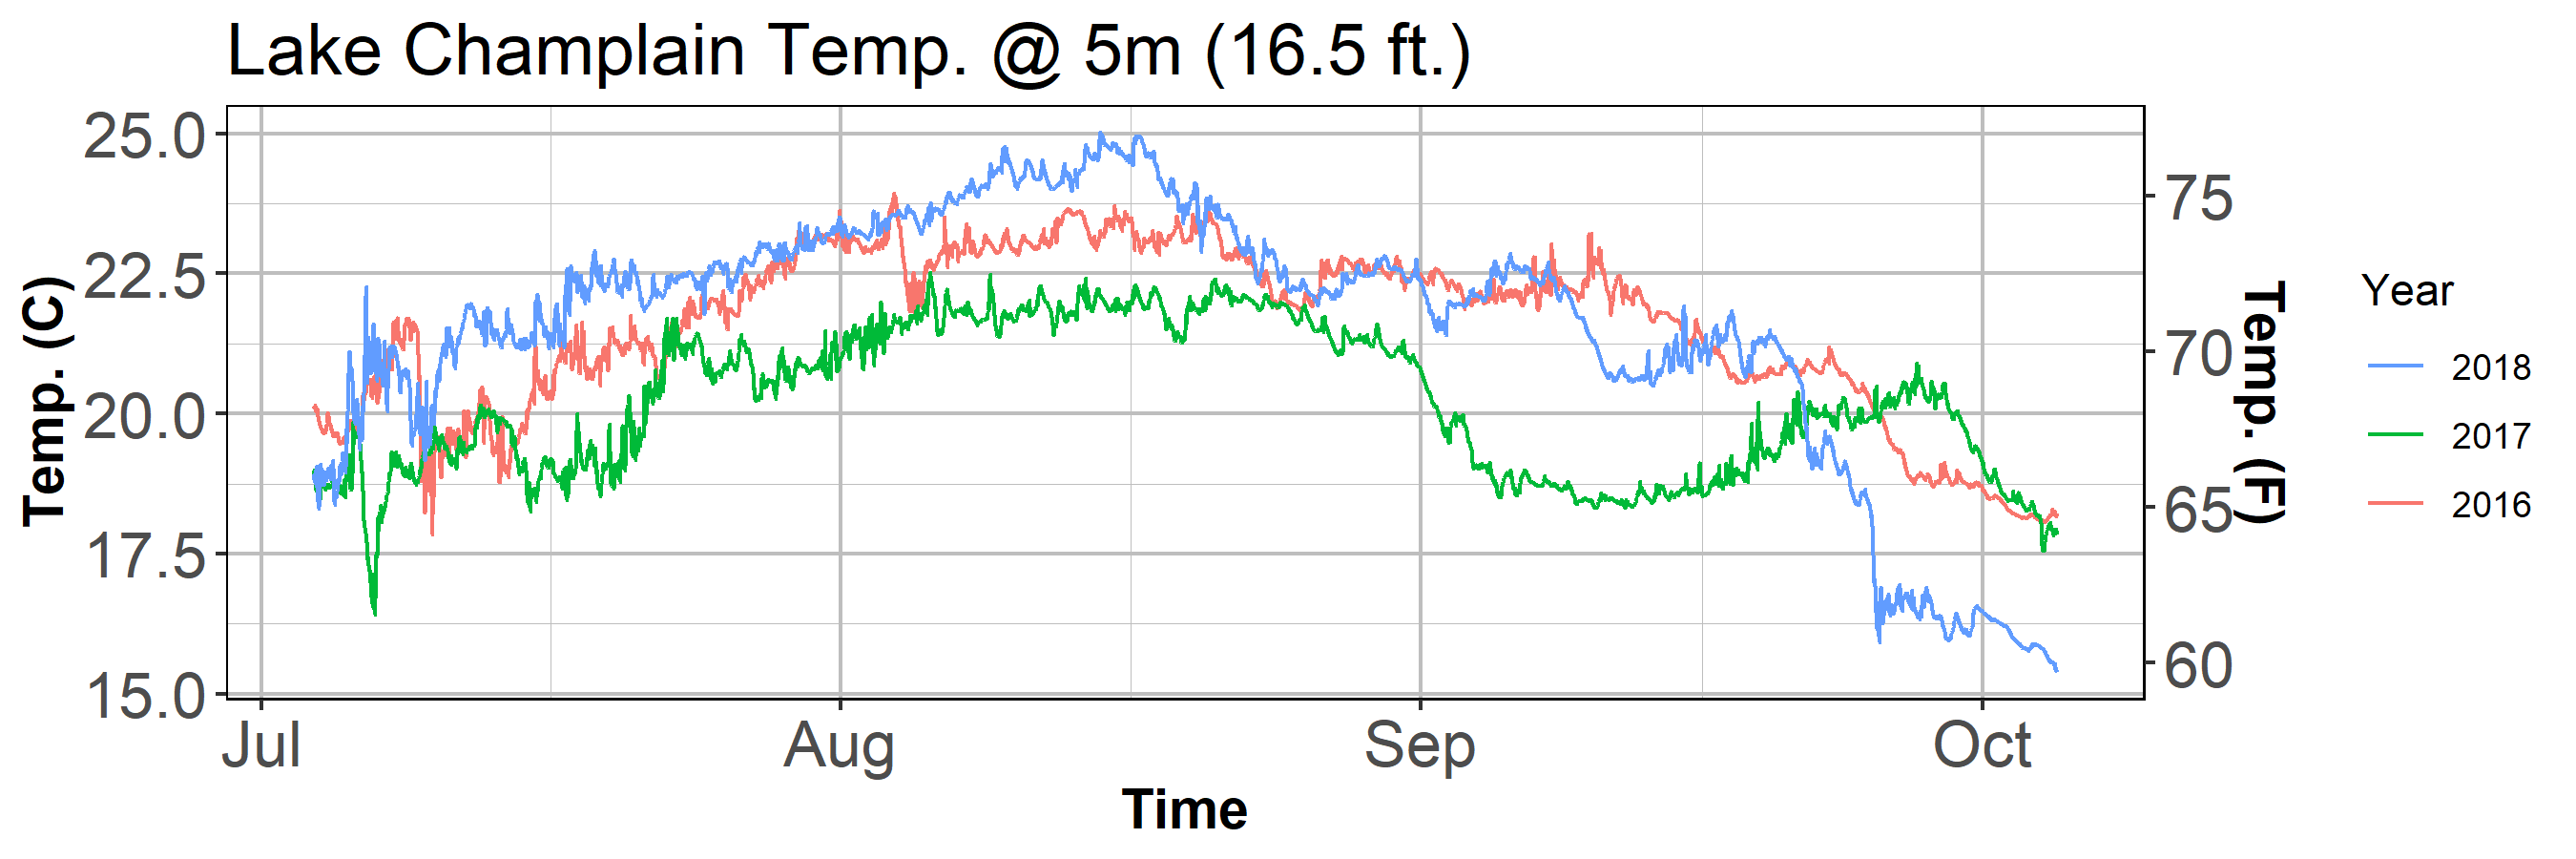 Lake Champlain Temp. @ 5m (16.5 ft.)
Temp. (C)
25.0
22.5
20.0
17.5
15.0
Jul
Aug
Sep
Oct
Time
75
70
65
60
Temp. (F)
Year
2018
2017
2016